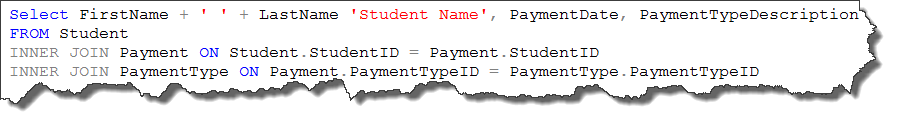 Select FirstName + ' ' + LastName 'Student Name', PaymentDate, PaymentTypeDescription
FROM Student
INNER JOIN Payment ON Student.StudentID = Payment.StudentID
INNER JOIN PaymentType ON Payment.PaymentTypeID = PaymentType.PaymentTypeID